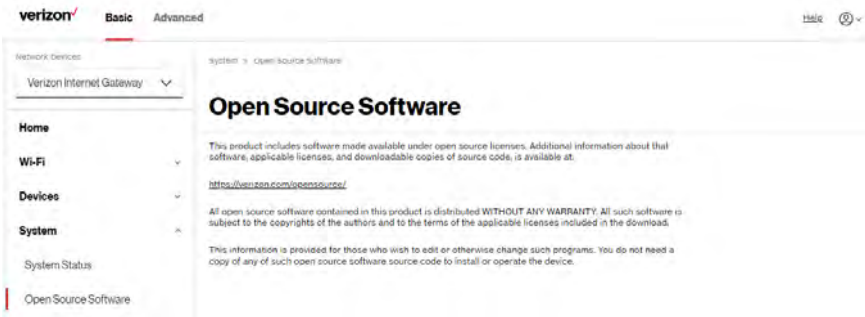 verizon
Basic
Advanced
Help
Network Devices
Verizon Internet Gateway
System > Open Source Software
Open Source Software
Home
This product includes software made available under open source licenses. Additional information about that
software, applicable licenses, and downloadable copies of source code, is available at:
Wi-Fi
https://verizon.com/opensource/
Devices
All open source software contained in this product is distributed WITHOUT ANY WARRANTY. All such software is
subject to the copyrights of the authors and to the terms of the applicable licenses included in the download.
System
This information is provided for those who wish to edit or otherwise change such programs. You do not need a
copy of any of such open source software source code to install or operate the device.
System Status
Open Source Software